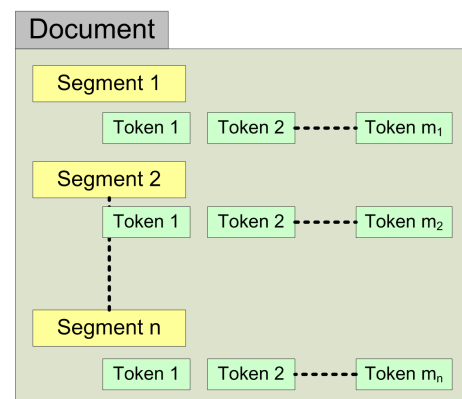 Document
Segment 1
Token 1 Token 2 Token m₁
Segment 2
Token 1 Token 2 Token m₂
Segment n
Token 1 Token 2 Token mₙ